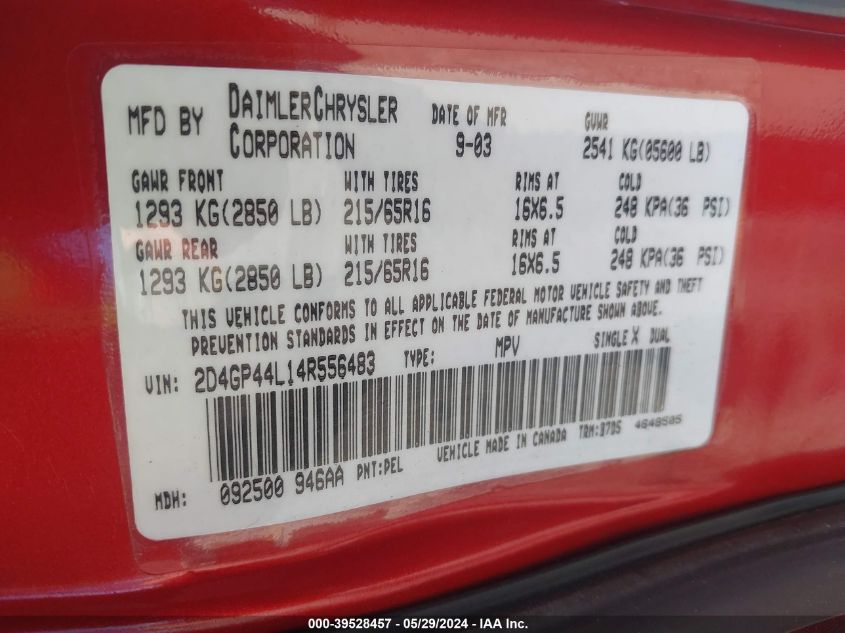 MFD BY DAIMLERCHRYSLER CORPORATION DATE OF MFR 9-03 GVWR 2541 KG(05600 LB)
GAWR FRONT WITH TIRES RIMS AT COLD
1293 KG(2850 LB) 215/65R16 16X6.5 248 KPA(36 PSI)
GAWR REAR WITH TIRES RIMS AT COLD
1293 KG(2850 LB) 215/65R16 16X6.5 248 KPA(36 PSI)
THIS VEHICLE CONFORMS TO ALL APPLICABLE FEDERAL MOTOR VEHICLE SAFETY AND THEFT
PREVENTION STANDARDS IN EFFECT ON THE DATE OF MANUFACTURE SHOWN ABOVE.
VIN: 2D4GP44L14R556483 TYPE: MPV SINGLE X DUAL
MDH: 092500 946AA PNT:PEL VEHICLE MADE IN CANADA 4648505
000-39528457 - 05/29/2024 - IAA Inc.